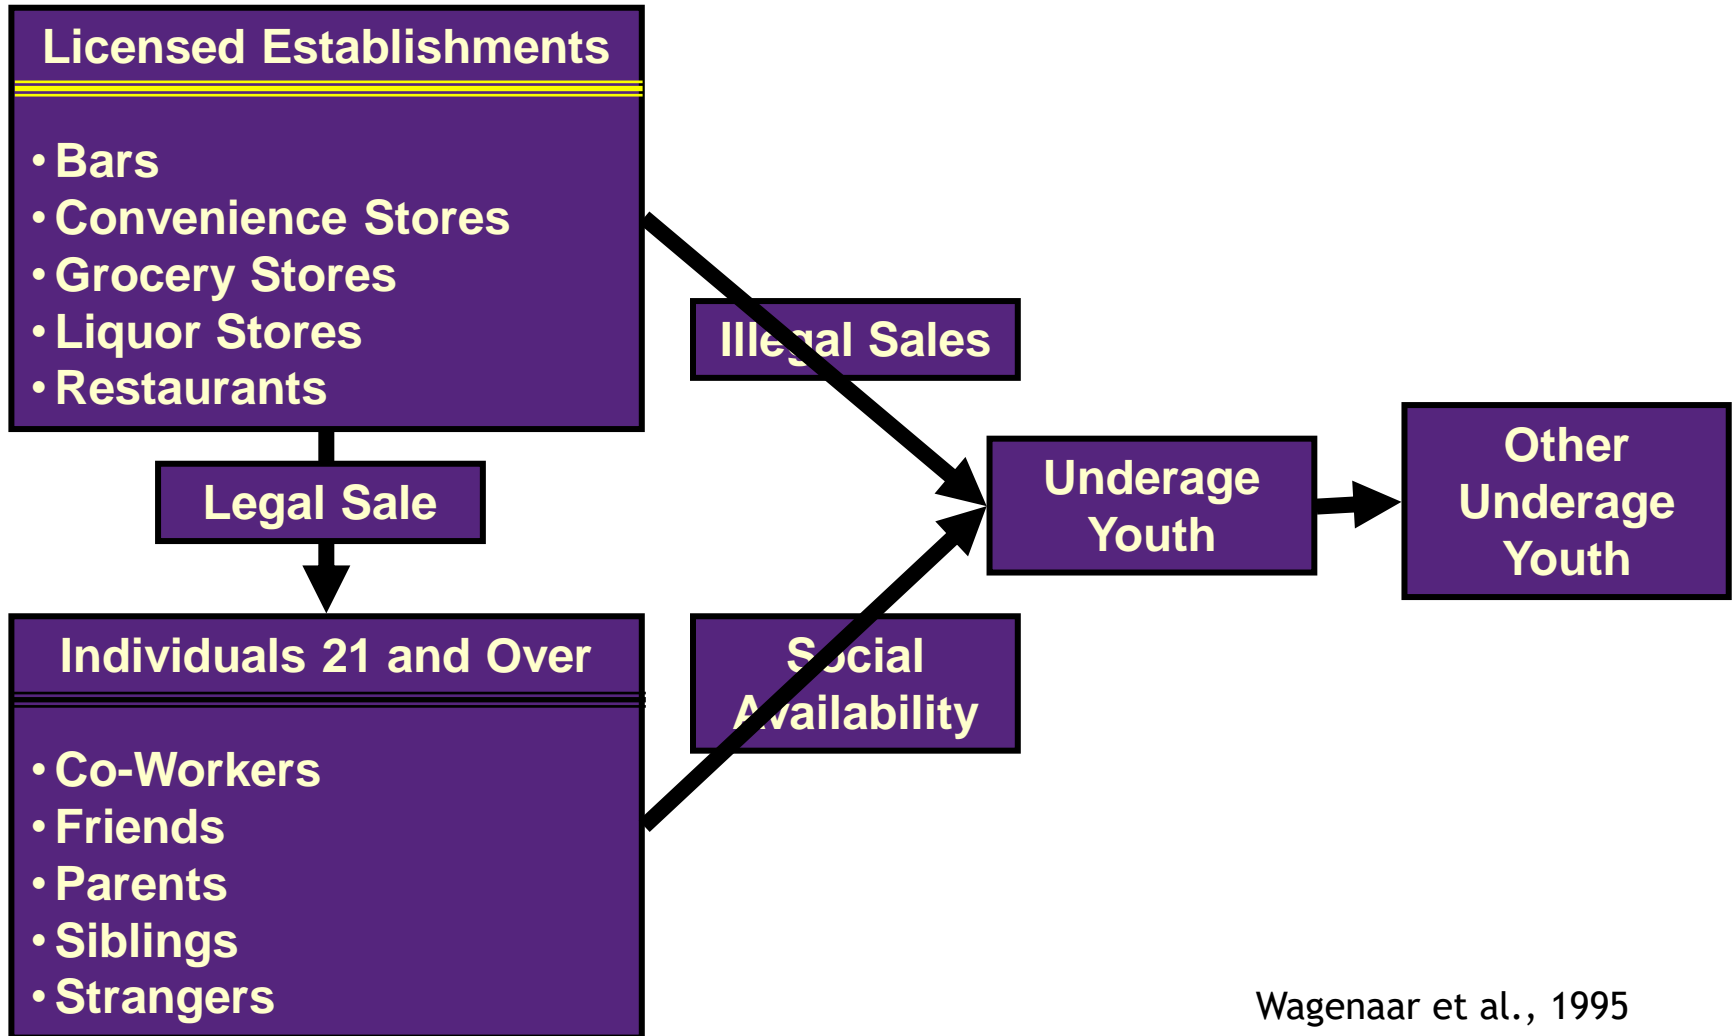 Licensed Establishments
• Bars
• Convenience Stores
• Grocery Stores
• Liquor Stores
• Restaurants
Illegal Sales
Legal Sale
Underage
Youth
Other
Underage
Youth
Individuals 21 and Over
• Co-Workers
• Friends
• Parents
• Siblings
• Strangers
Social
Availability
Wagenaar et al., 1995